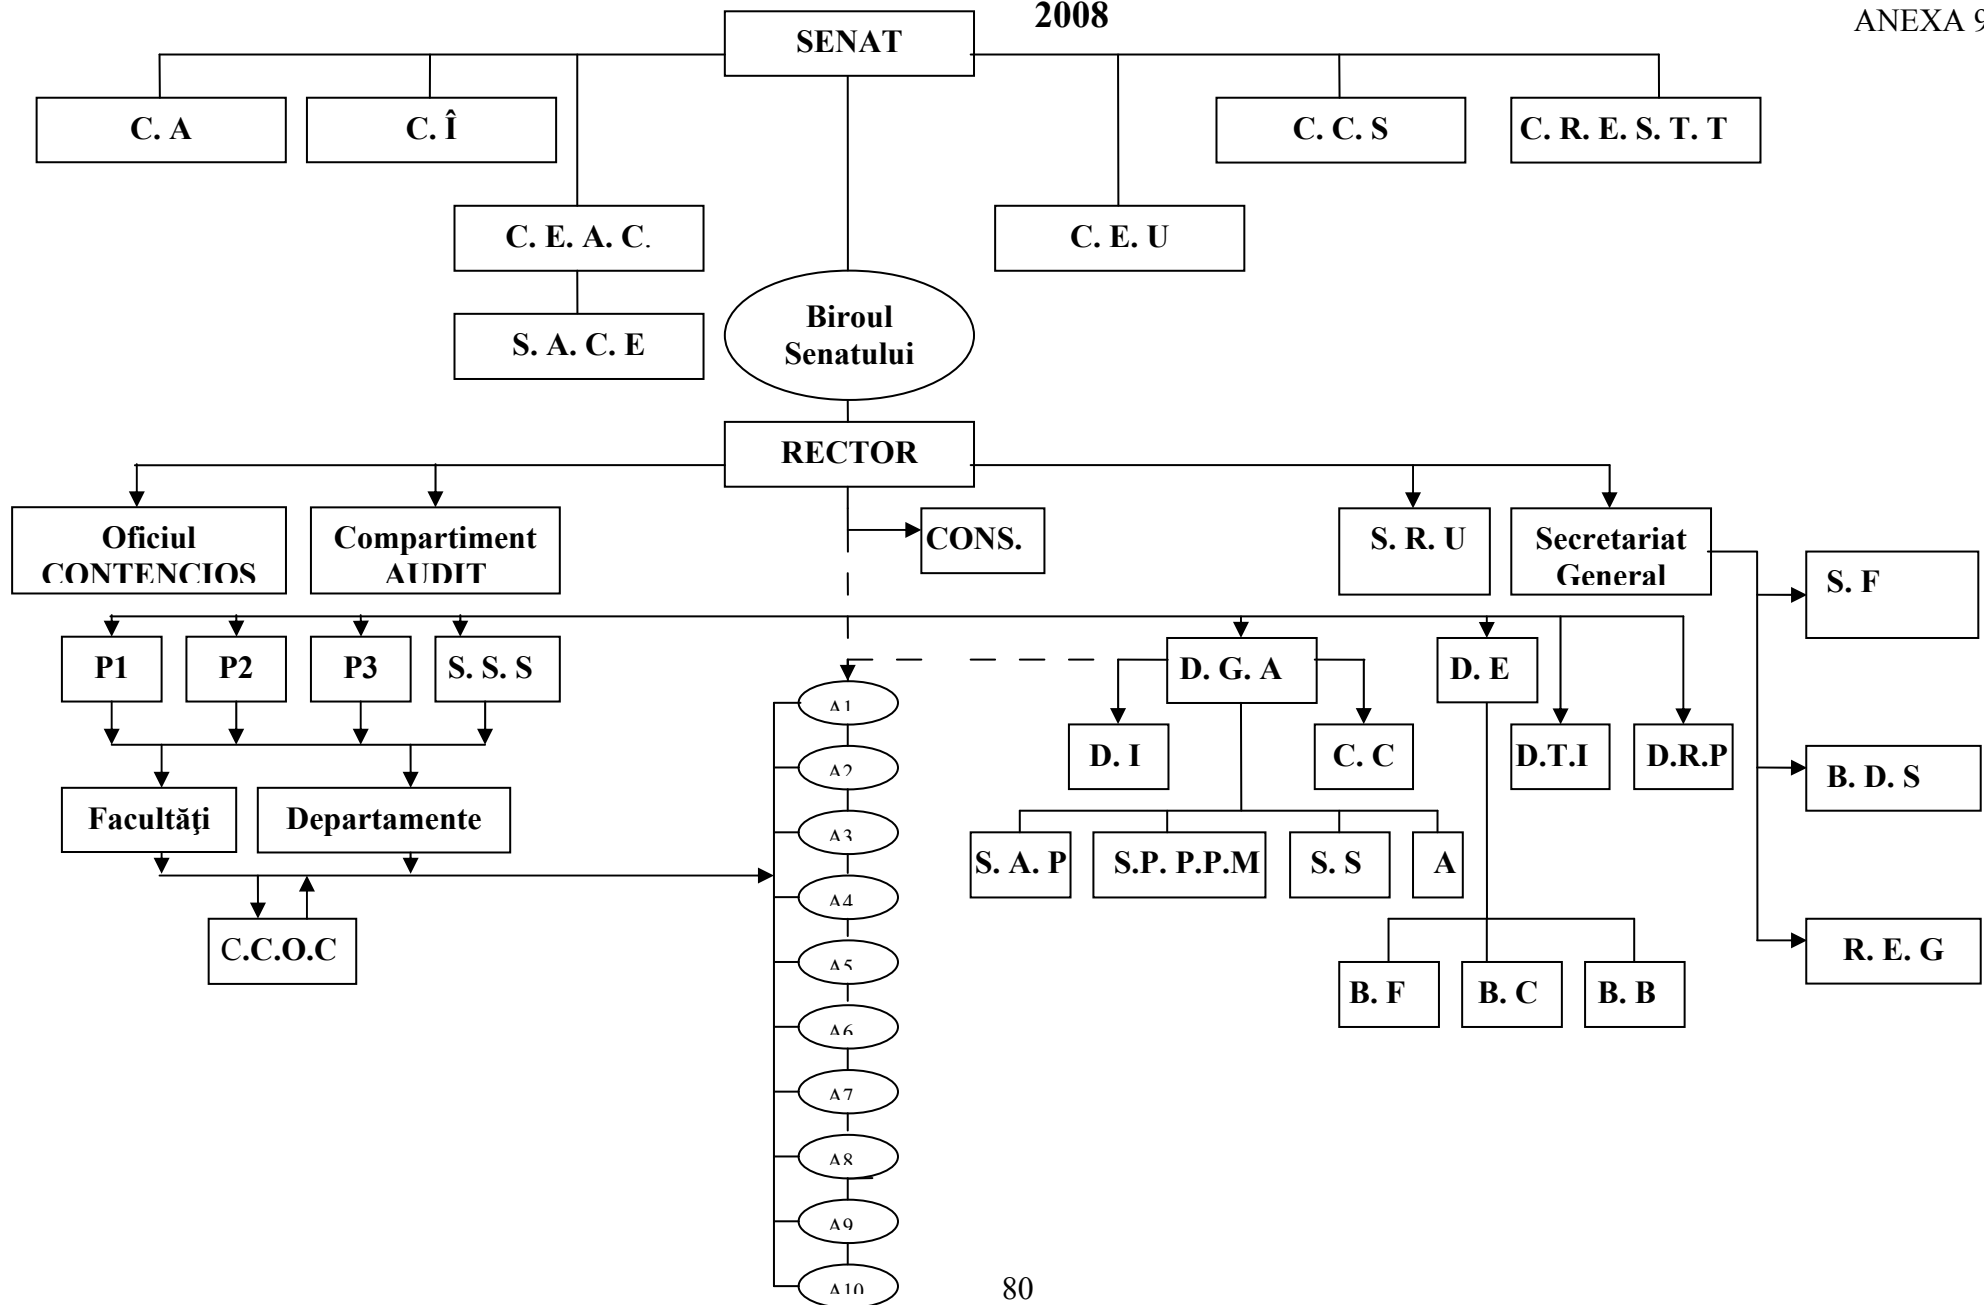 2008
ANEXA 9
SENAT
C. A
C. Î
C. C. S
C. R. E. S. T. T
C. E. A. C.
C. E. U
Biroul
Senatului
S. A. C. E
RECTOR
Oficiul
CONTENCIOS
Compartiment
AUDIT
CONS.
S. R. U
Secretariat
General
S. F
P1
P2
P3
S. S. S
D. G. A
D. E
A1
D. I
C. C
D.T.I
D.R.P
B. D. S
A2
Facultăţi
Departamente
A3
S. A. P
S.P. P.P.M
S. S
A
A4
C.C.O.C
R. E. G
A5
B. F
B. C
B. B
A6
A7
A8
A9
A10
80